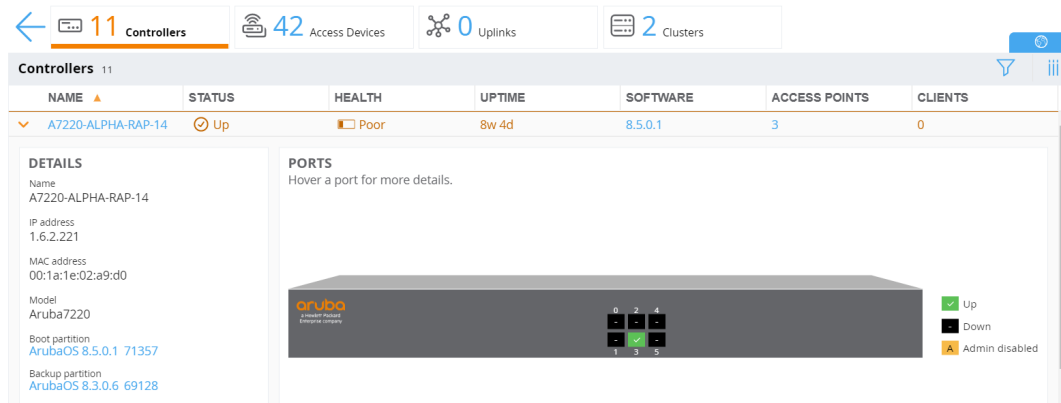 11 Controllers
42 Access Devices
0 Uplinks
2 Clusters
Controllers 11
NAME STATUS HEALTH UPTIME SOFTWARE ACCESS POINTS CLIENTS
A7220-ALPHA-RAP-14 Up Poor 8w 4d 8.5.0.1 3 0
DETAILS
Name
A7220-ALPHA-RAP-14
IP address
1.6.2.221
MAC address
00:1a:1e:02:a9:d0
Model
Aruba7220
Boot partition
ArubaOS 8.5.0.1 71357
Backup partition
ArubaOS 8.3.0.6 69128
PORTS
Hover a port for more details.
aruba
a Hewlett Packard
Enterprise company
0 2 4
- - -
- -
1 3 5
Up
- Down
A Admin disabled